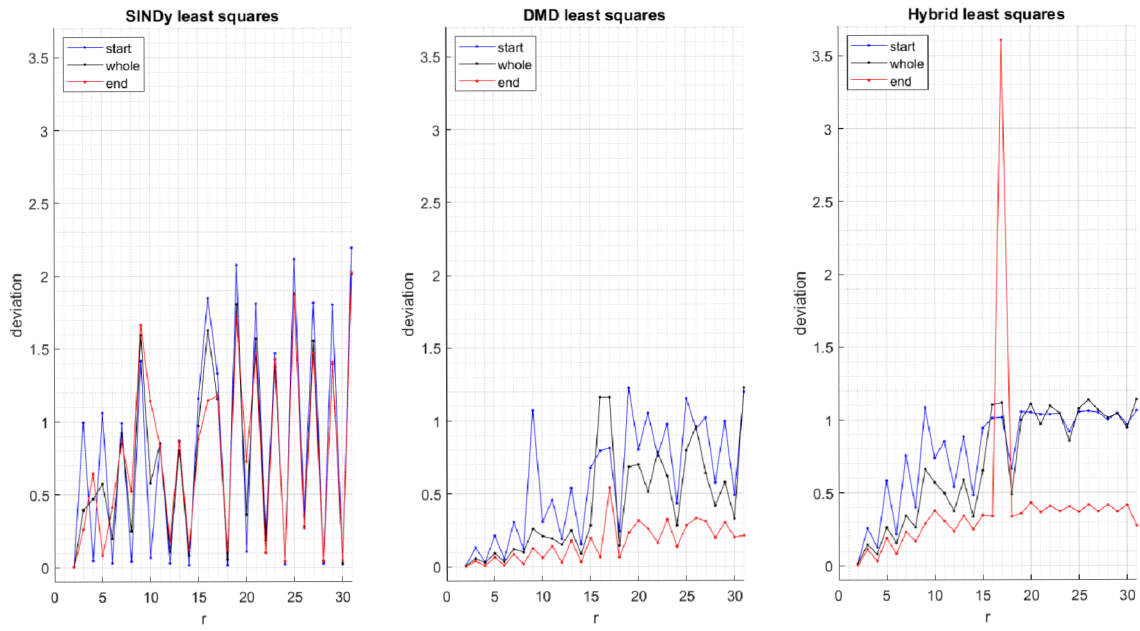 SINDy least squares
start
whole
end
3.5
3
2.5
2
1.5
1
0.5
0
deviation
0 5 10 15 20 25 30
r
DMD least squares
start
whole
end
3.5
3
2.5
2
1.5
1
0.5
0
deviation
0 5 10 15 20 25 30
r
Hybrid least squares
start
whole
end
3.5
3
2.5
2
1.5
1
0.5
0
deviation
0 5 10 15 20 25 30
r